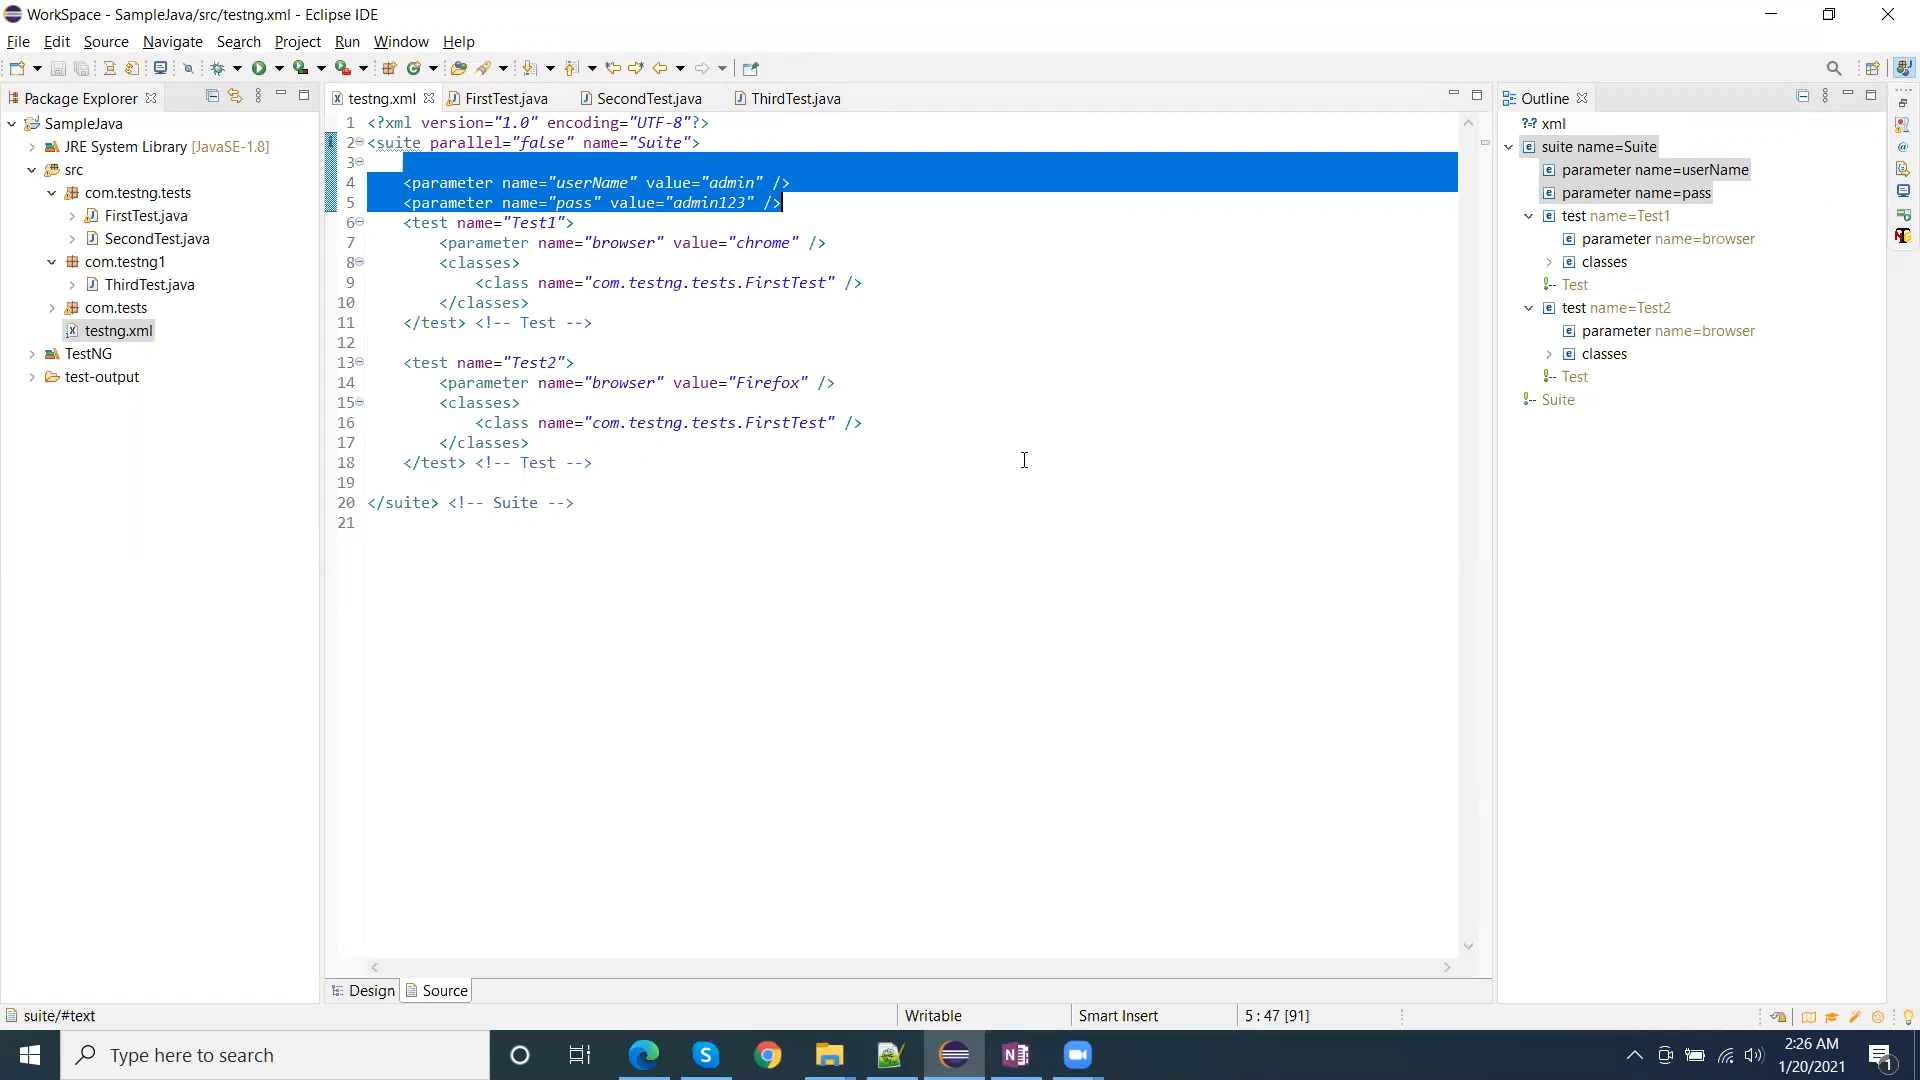 WorkSpace - SampleJava/src/testng.xml - Eclipse IDE
File Edit Source Navigate Search Project Run Window Help
Package Explorer
SampleJava
JRE System Library [JavaSE-1.8]
src
com.testng.tests
FirstTest.java
SecondTest.java
com.testng1
ThirdTest.java
com.tests
testng.xml
TestNG
test-output
testng.xml FirstTest.java SecondTest.java ThirdTest.java
1 <?xml version="1.0" encoding="UTF-8"?>
2 <suite parallel="false" name="Suite">
3
4 <parameter name="userName" value="admin" />
5 <parameter name="pass" value="admin123" />
6 <test name="Test1">
7 <parameter name="browser" value="chrome" />
8 <classes>
9 <class name="com.testng.tests.FirstTest" />
10 </classes>
11 </test> <!-- Test -->
12
13 <test name="Test2">
14 <parameter name="browser" value="Firefox" />
15 <classes>
16 <class name="com.testng.tests.FirstTest" />
17 </classes>
18 </test> <!-- Test -->
19
20 </suite> <!-- Suite -->
21
Design Source
Outline
xml
suite name=Suite
parameter name=userName
parameter name=pass
test name=Test1
parameter name=browser
classes
Test
test name=Test2
parameter name=browser
classes
Test
Suite
suite/#text Writable Smart Insert 5 : 47 [91]
Type here to search
2:26 AM
1/20/2021
1